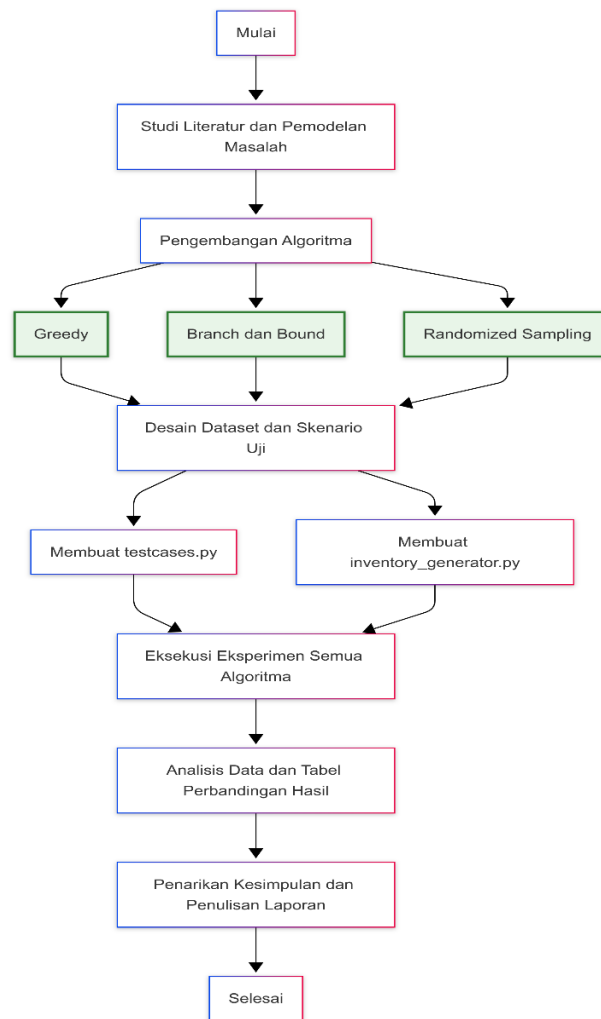 Mulai
Studi Literatur dan Pemodelan
Masalah
Pengembangan Algoritma
Greedy
Branch dan Bound
Randomized Sampling
Desain Dataset dan Skenario
Uji
Membuat testcases.py
Membuat
inventory_generator.py
Eksekusi Eksperimen Semua
Algoritma
Analisis Data dan Tabel
Perbandingan Hasil
Penarikan Kesimpulan dan
Penulisan Laporan
Selesai